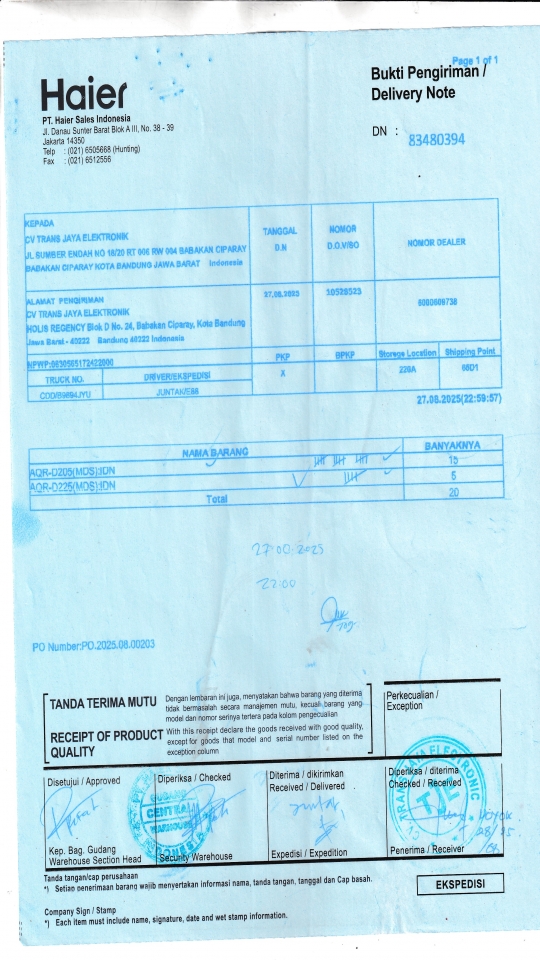 Page 1 of 1
Haier
PT. Haier Sales Indonesia
Jl. Danau Sunter Barat Blok A III, No. 38 - 39
Jakarta 14350
Telp : (021) 6505668 (Hunting)
Fax : (021) 6512556
Bukti Pengiriman /
Delivery Note
DN : 83480394
KEPADA
CV TRANS JAYA ELEKTRONIK
JL SUMBER ENDAH NO 18/20 RT 006 RW 004 BABAKAN CIPARAY
BABAKAN CIPARAY KOTA BANDUNG JAWA BARAT Indonesia
TANGGAL
D.N
NOMOR
D.O.V/SO
NOMOR DEALER
ALAMAT PENGIRIMAN
CV TRANS JAYA ELEKTRONIK
HOLIS REGENCY Blok D No. 24, Babakan Ciparay, Kota Bandung
Jawa Barat - 40222 Bandung 40222 Indonesia
27.08.2025
10526523
NPWP:0830565172422000
PKP
BPKP
Storage Location
Shipping Point
TRUCK NO.
DRIVER/EKSPEDISI
X
220A
COD/B9894JYU
JUNTAK/E88
27.08.2025(22:59:57)
NAMA BARANG
BANYAKNYA
AQR-D205(MDS):IDN
15
AQR-D225(MDS):IDN
5
Total
20
22:00
PO Number:PO.2025.08.00203
TANDA TERIMA MUTU
Dengan lembaran ini juga, menyatakan bahwa barang yang diterima
tidak bermasalah secara manajemen mutu, kecuali barang yang
model dan nomor serinya tertera pada kolom pengecualian
RECEIPT OF PRODUCT
QUALITY
With this receipt declare the goods received with good quality,
except for goods that model and serial number listed on the
exception column
Perkecualian /
Exception
Disetujui / Approved
Kep. Bag. Gudang
Warehouse Section Head
Diperiksa / Checked
CENTRAL
WAREHOUSE
Security Warehouse
Diterima / dikirimkan
Received / Delivered
Expedisi / Expedition
Diperiksa / diterima
Checked / Received
Penerima / Receiver
Tanda tangan/cap perusahaan
*) Setiap penerimaan barang wajib menyertakan informasi nama, tanda tangan, tanggal dan Cap basah.
EKSPEDISI
Company Sign / Stamp
*) Each item must include name, signature, date and wet stamp information.